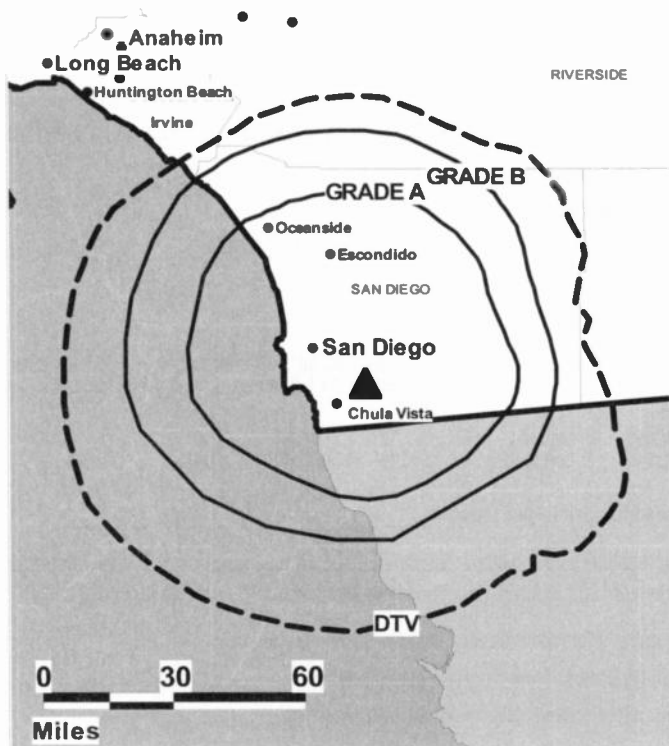 Anaheim
Long Beach
Huntington Beach
Irvine
RIVERSIDE
GRADE B
GRADE A
Oceanside
Escondido
SAN DIEGO
San Diego
Chula Vista
DTV
0 30 60
Miles